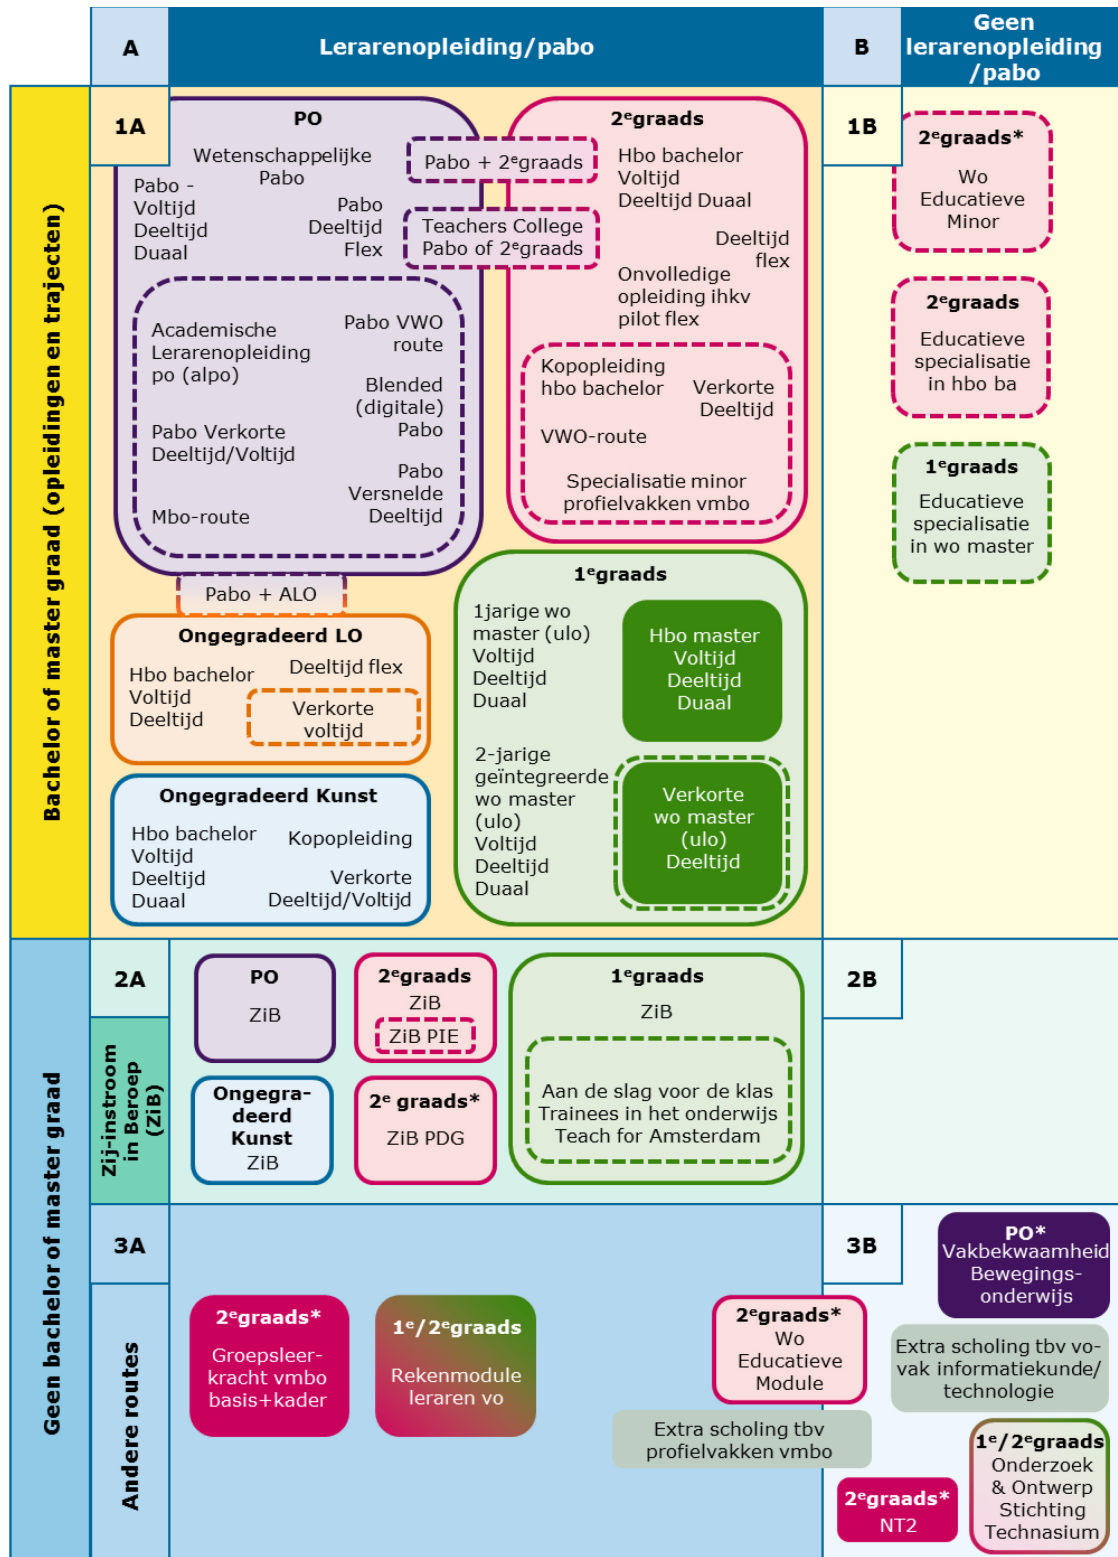 A
Lerarenopleiding/pabo
B
Geen
lerarenopleiding
/pabo
Bachelor of master graad (opleidingen en trajecten)
1A
PO
Wetenschappelijke
Pabo
Pabo -
Voltijd
Deeltijd
Duaal
Pabo
Deeltijd
Flex
Pabo + 2ᵉgraads
Teachers College
Pabo of 2ᵉgraads
Academische
Lerarenopleiding
po (alpo)
Pabo VWO
route
Blended
(digitale)
Pabo
Pabo Verkorte
Deeltijd/Voltijd
Pabo
Versnelde
Deeltijd
Mbo-route
2ᵉgraads
Hbo bachelor
Voltijd
Deeltijd Duaal
Deeltijd
flex
Onvolledige
opleiding ihkv
pilot flex
Kopopleiding
hbo bachelor
Verkorte
Deeltijd
VWO-route
Specialisatie minor
profielvakken vmbo
Pabo + ALO
Ongegradeerd LO
Hbo bachelor
Voltijd
Deeltijd
Deeltijd flex
Verkorte
voltijd
Ongegradeerd Kunst
Hbo bachelor
Voltijd
Deeltijd
Duaal
Kopopleiding
Verkorte
Deeltijd/Voltijd
1ᵉgraads
1jarige wo
master (ulo)
Voltijd
Deeltijd
Duaal
Hbo master
Voltijd
Deeltijd
Duaal
2-jarige
geïntegreerde
wo master
(ulo)
Voltijd
Deeltijd
Duaal
Verkorte
wo master
(ulo)
Deeltijd
1B
2ᵉgraads*
Wo
Educatieve
Minor
2ᵉgraads
Educatieve
specialisatie
in hbo ba
1ᵉgraads
Educatieve
specialisatie
in wo master
Geen bachelor of master graad
2A
Zij-instroom
in Beroep
(ZiB)
PO
ZiB
2ᵉgraads
ZiB
ZiB PIE
1ᵉgraads
ZiB
Aan de slag voor de klas
Trainees in het onderwijs
Teach for Amsterdam
Ongegra-
deerd
Kunst
ZiB
2ᵉ graads*
ZiB PDG
2B
3A
Andere routes
2ᵉgraads*
Groepsleer-
kracht vmbo
basis+kader
1ᵉ/2ᵉgraads
Rekenmodule
leraren vo
2ᵉgraads*
Wo
Educatieve
Module
Extra scholing tbv
profielvakken vmbo
3B
PO*
Vakbekwaamheid
Bewegings-
onderwijs
Extra scholing tbv vo-
vak informatiekunde/
technologie
2ᵉgraads*
NT2
1ᵉ/2ᵉgraads
Onderzoek
& Ontwerp
Stichting
Technasium